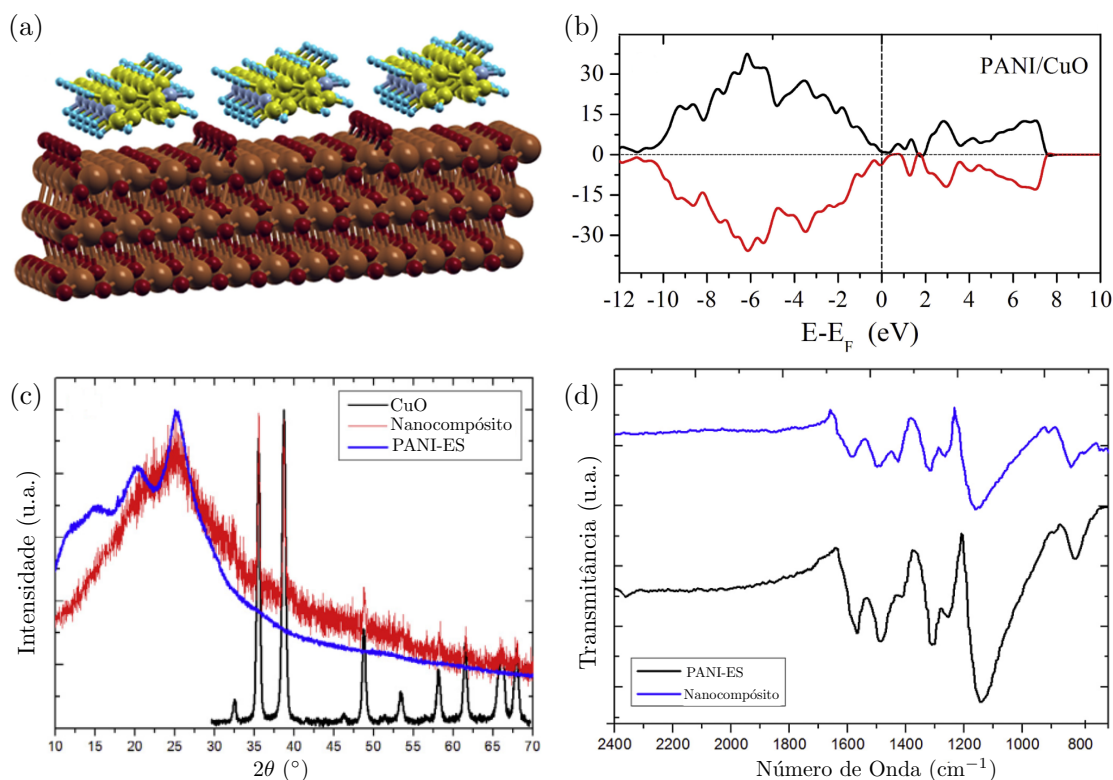 (a)
(b)
PANI/CuO
30
15
0
-15
-30
-12 -10 -8 -6 -4 -2 0 2 4 6 8 10
E-E_F (eV)
(c)
CuO
Nanocompósito
PANI-ES
Intensidade (u.a.)
10 15 20 25 30 35 40 45 50 55 60 65 70
2θ (°)
(d)
Transmitância (u.a.)
PANI-ES
Nanocompósito
2400 2200 2000 1800 1600 1400 1200 1000 800
Número de Onda (cm⁻¹)